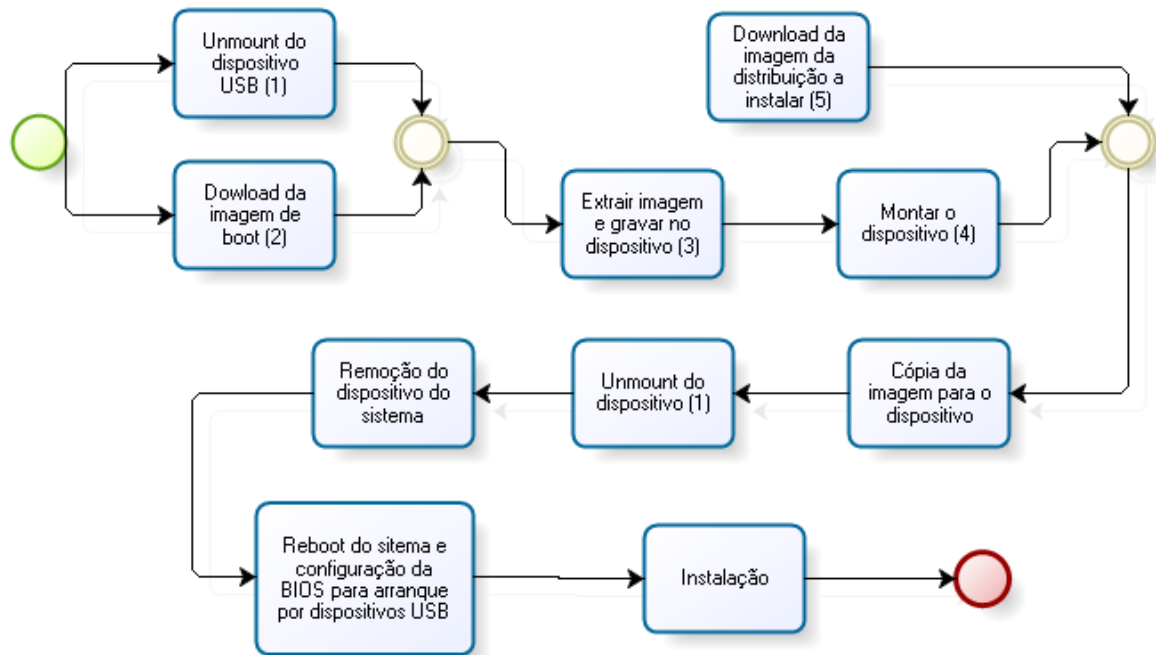 Unmount do
dispositivo
USB (1)
Dowload da
imagem de
boot (2)
Extrair imagem
e gravar no
dispositivo (3)
Montar o
dispositivo (4)
Download da
imagem da
distribuição a
instalar (5)
Cópia da
imagem para o
dispositivo
Unmount do
dispositivo (1)
Remoção do
dispositivo do
sistema
Reboot do sitema e
configuração da
BIOS para arranque
por dispositivos USB
Instalação